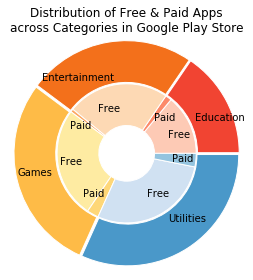 Distribution of Free & Paid Apps
across Categories in Google Play Store
Entertainment
Free
Paid
Education
Free
Paid
Games
Free
Paid
Paid
Free
Utilities